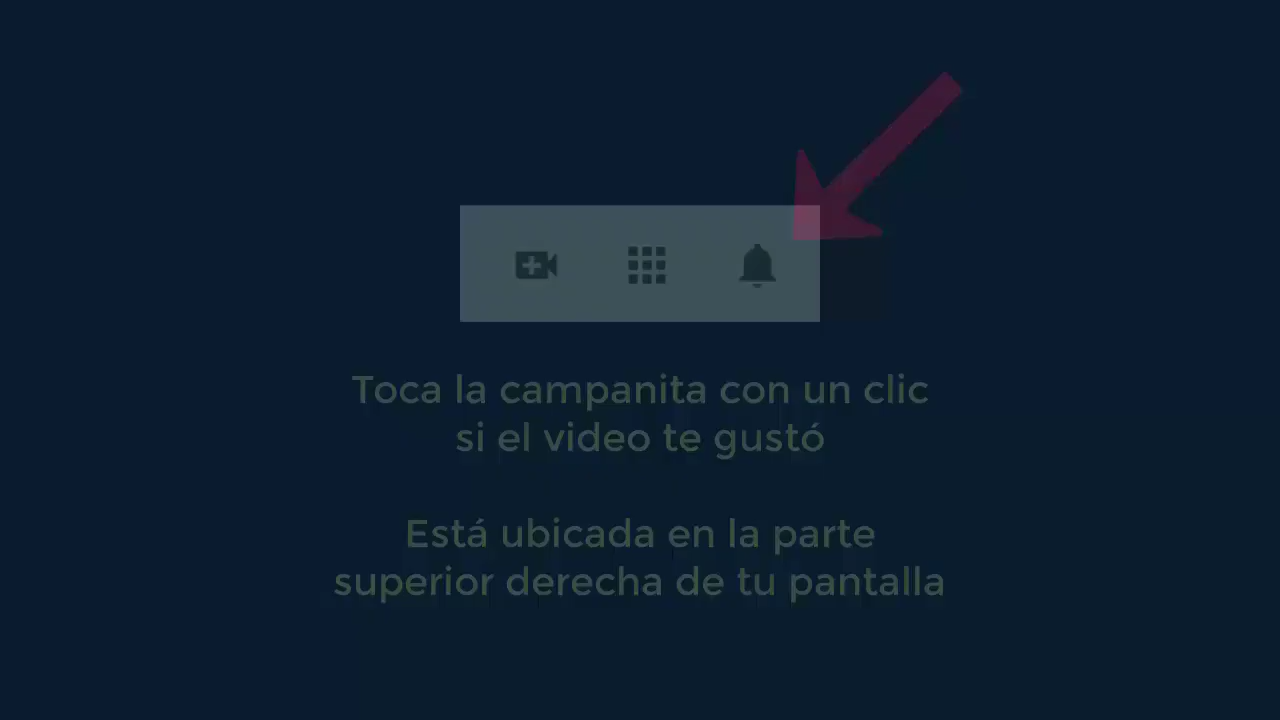 Toca la campanita con un clic
si el video te gustó
Está ubicada en la parte
superior derecha de tu pantalla